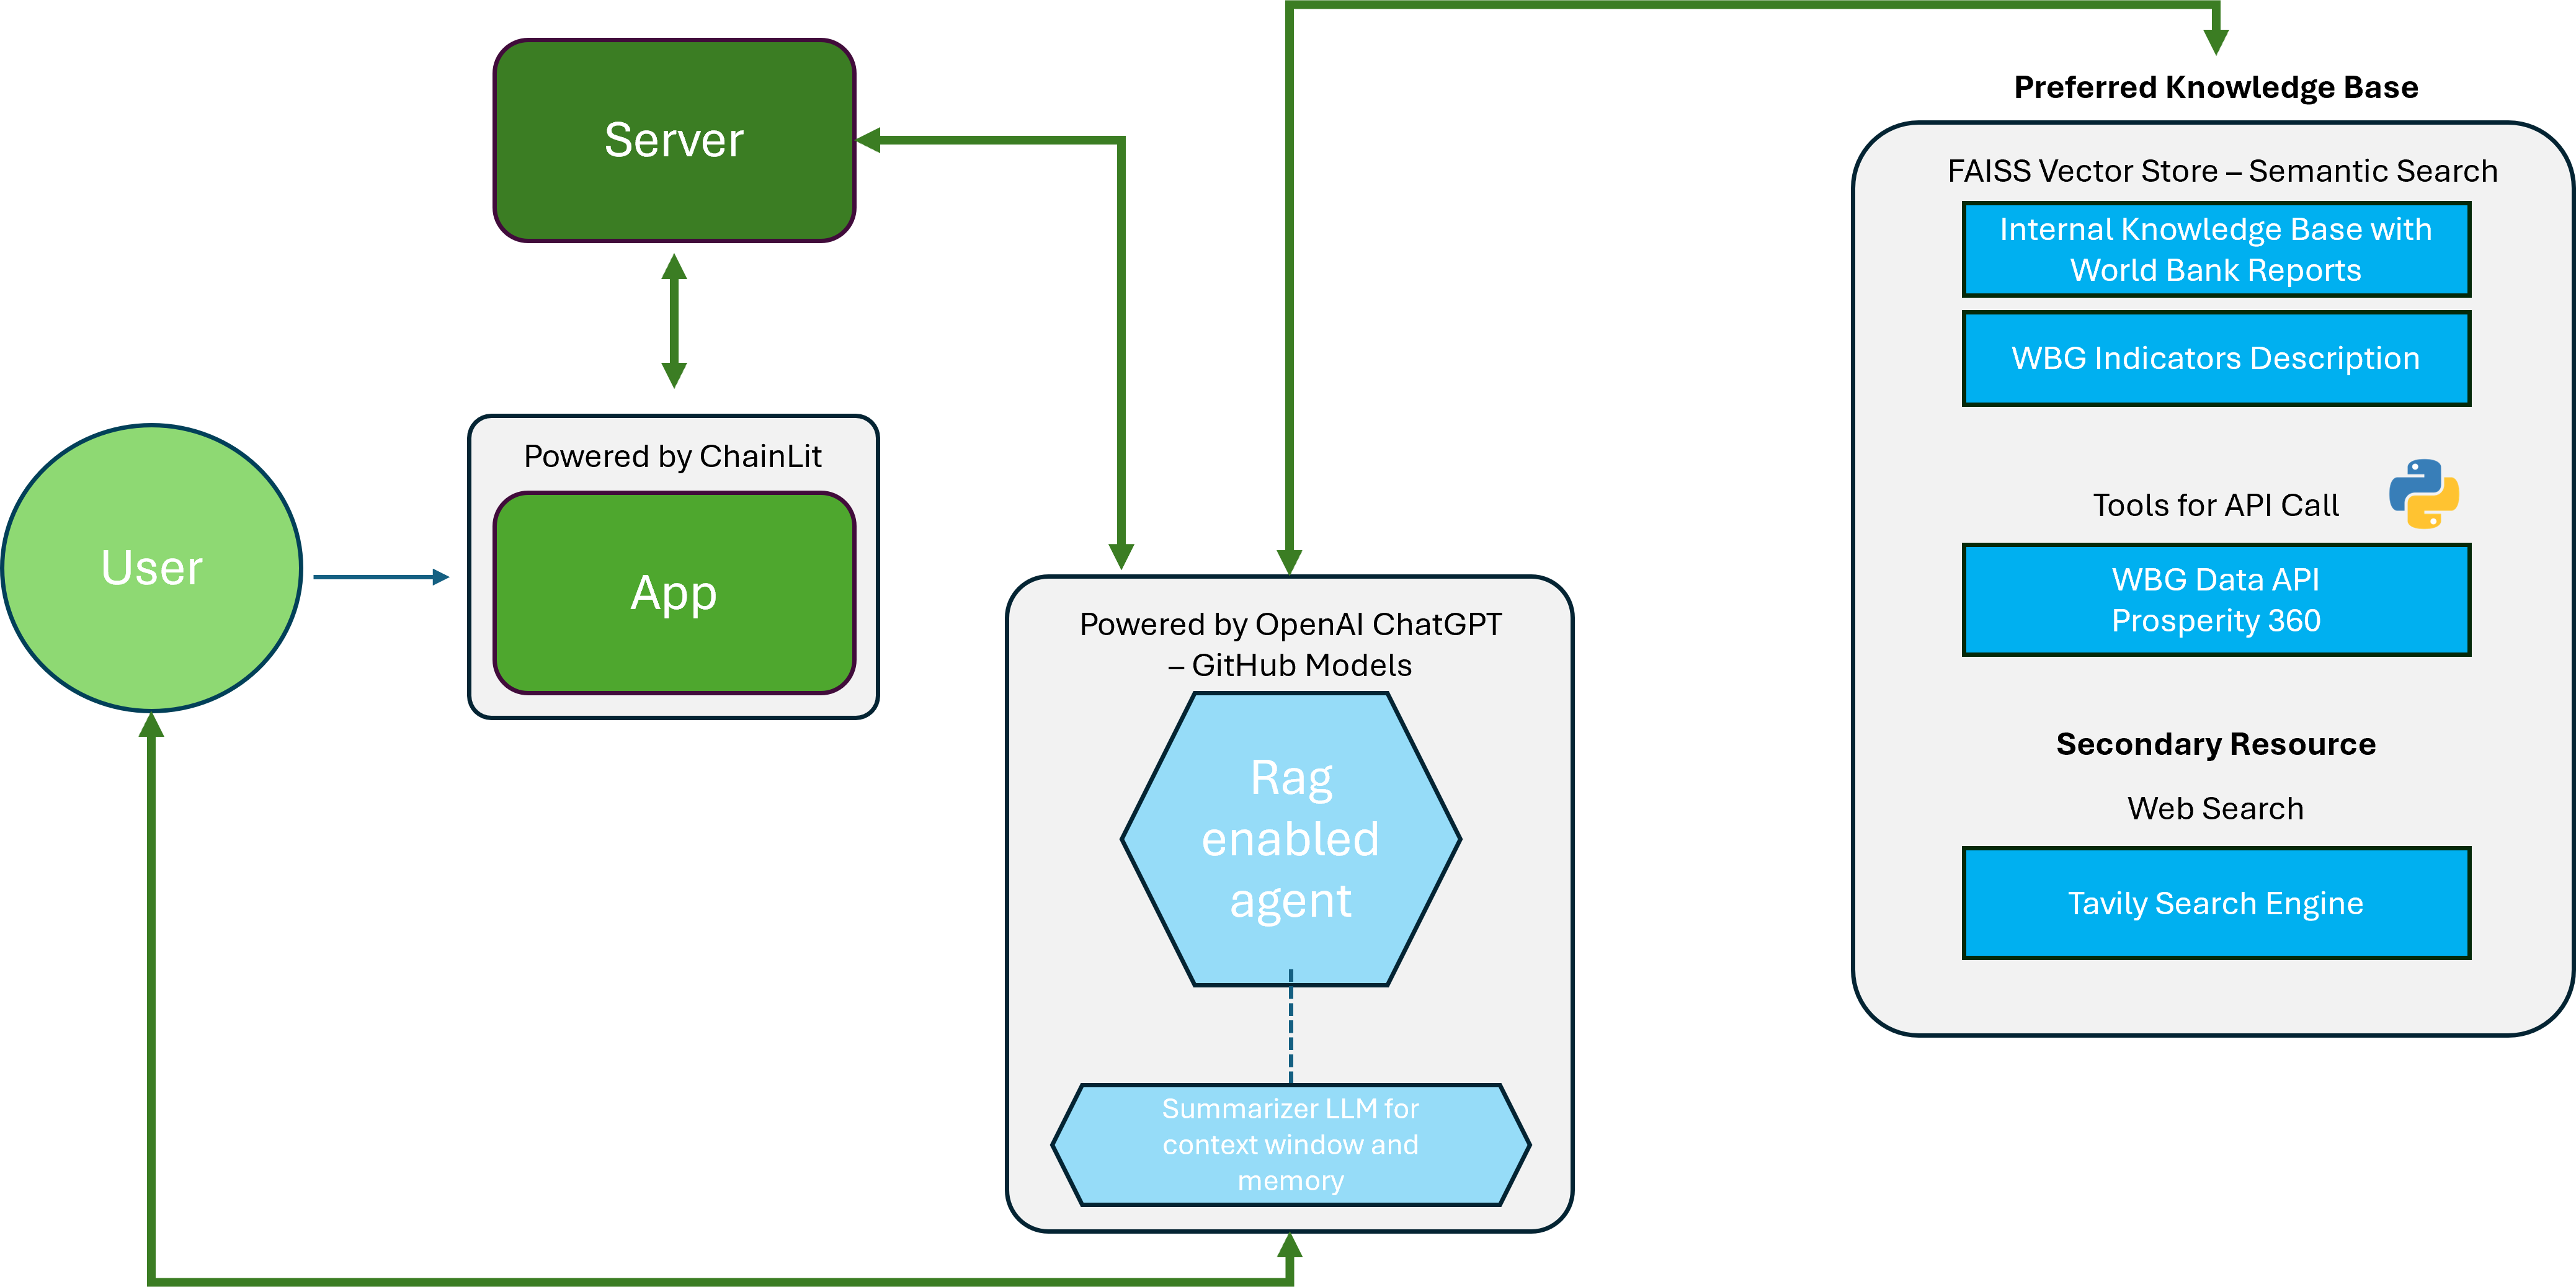 Server
Powered by ChainLit
App
User
Powered by OpenAI ChatGPT
– GitHub Models
Rag
enabled
agent
Summarizer LLM for
context window and
memory
Preferred Knowledge Base
FAISS Vector Store – Semantic Search
Internal Knowledge Base with
World Bank Reports
WBG Indicators Description
Tools for API Call
WBG Data API
Prosperity 360
Secondary Resource
Web Search
Tavily Search Engine